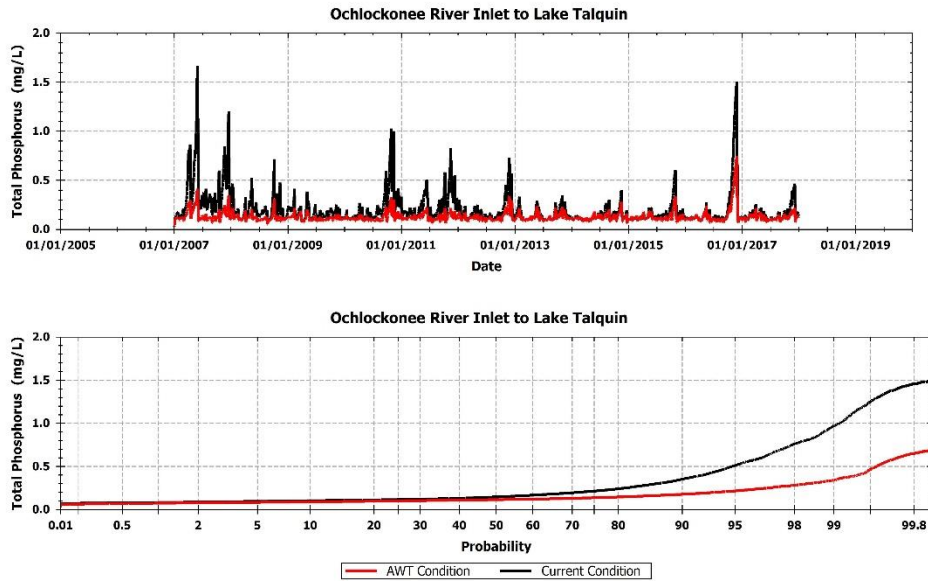 Ochlockonee River Inlet to Lake Talquin
Total Phosphorus (mg/L)
2.0
1.5
1.0
0.5
0.0
01/01/2005 01/01/2007 01/01/2009 01/01/2011 01/01/2013 01/01/2015 01/01/2017 01/01/2019
Date
Ochlockonee River Inlet to Lake Talquin
Total Phosphorus (mg/L)
2.0
1.5
1.0
0.5
0.0
0.01 0.5 2 5 10 20 30 40 50 60 70 80 90 95 98 99 99.8
Probability
AWT Condition Current Condition